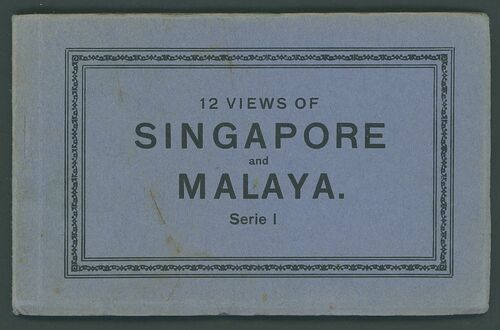 12 VIEWS OF
SINGAPORE
and
MALAYA.
Serie I